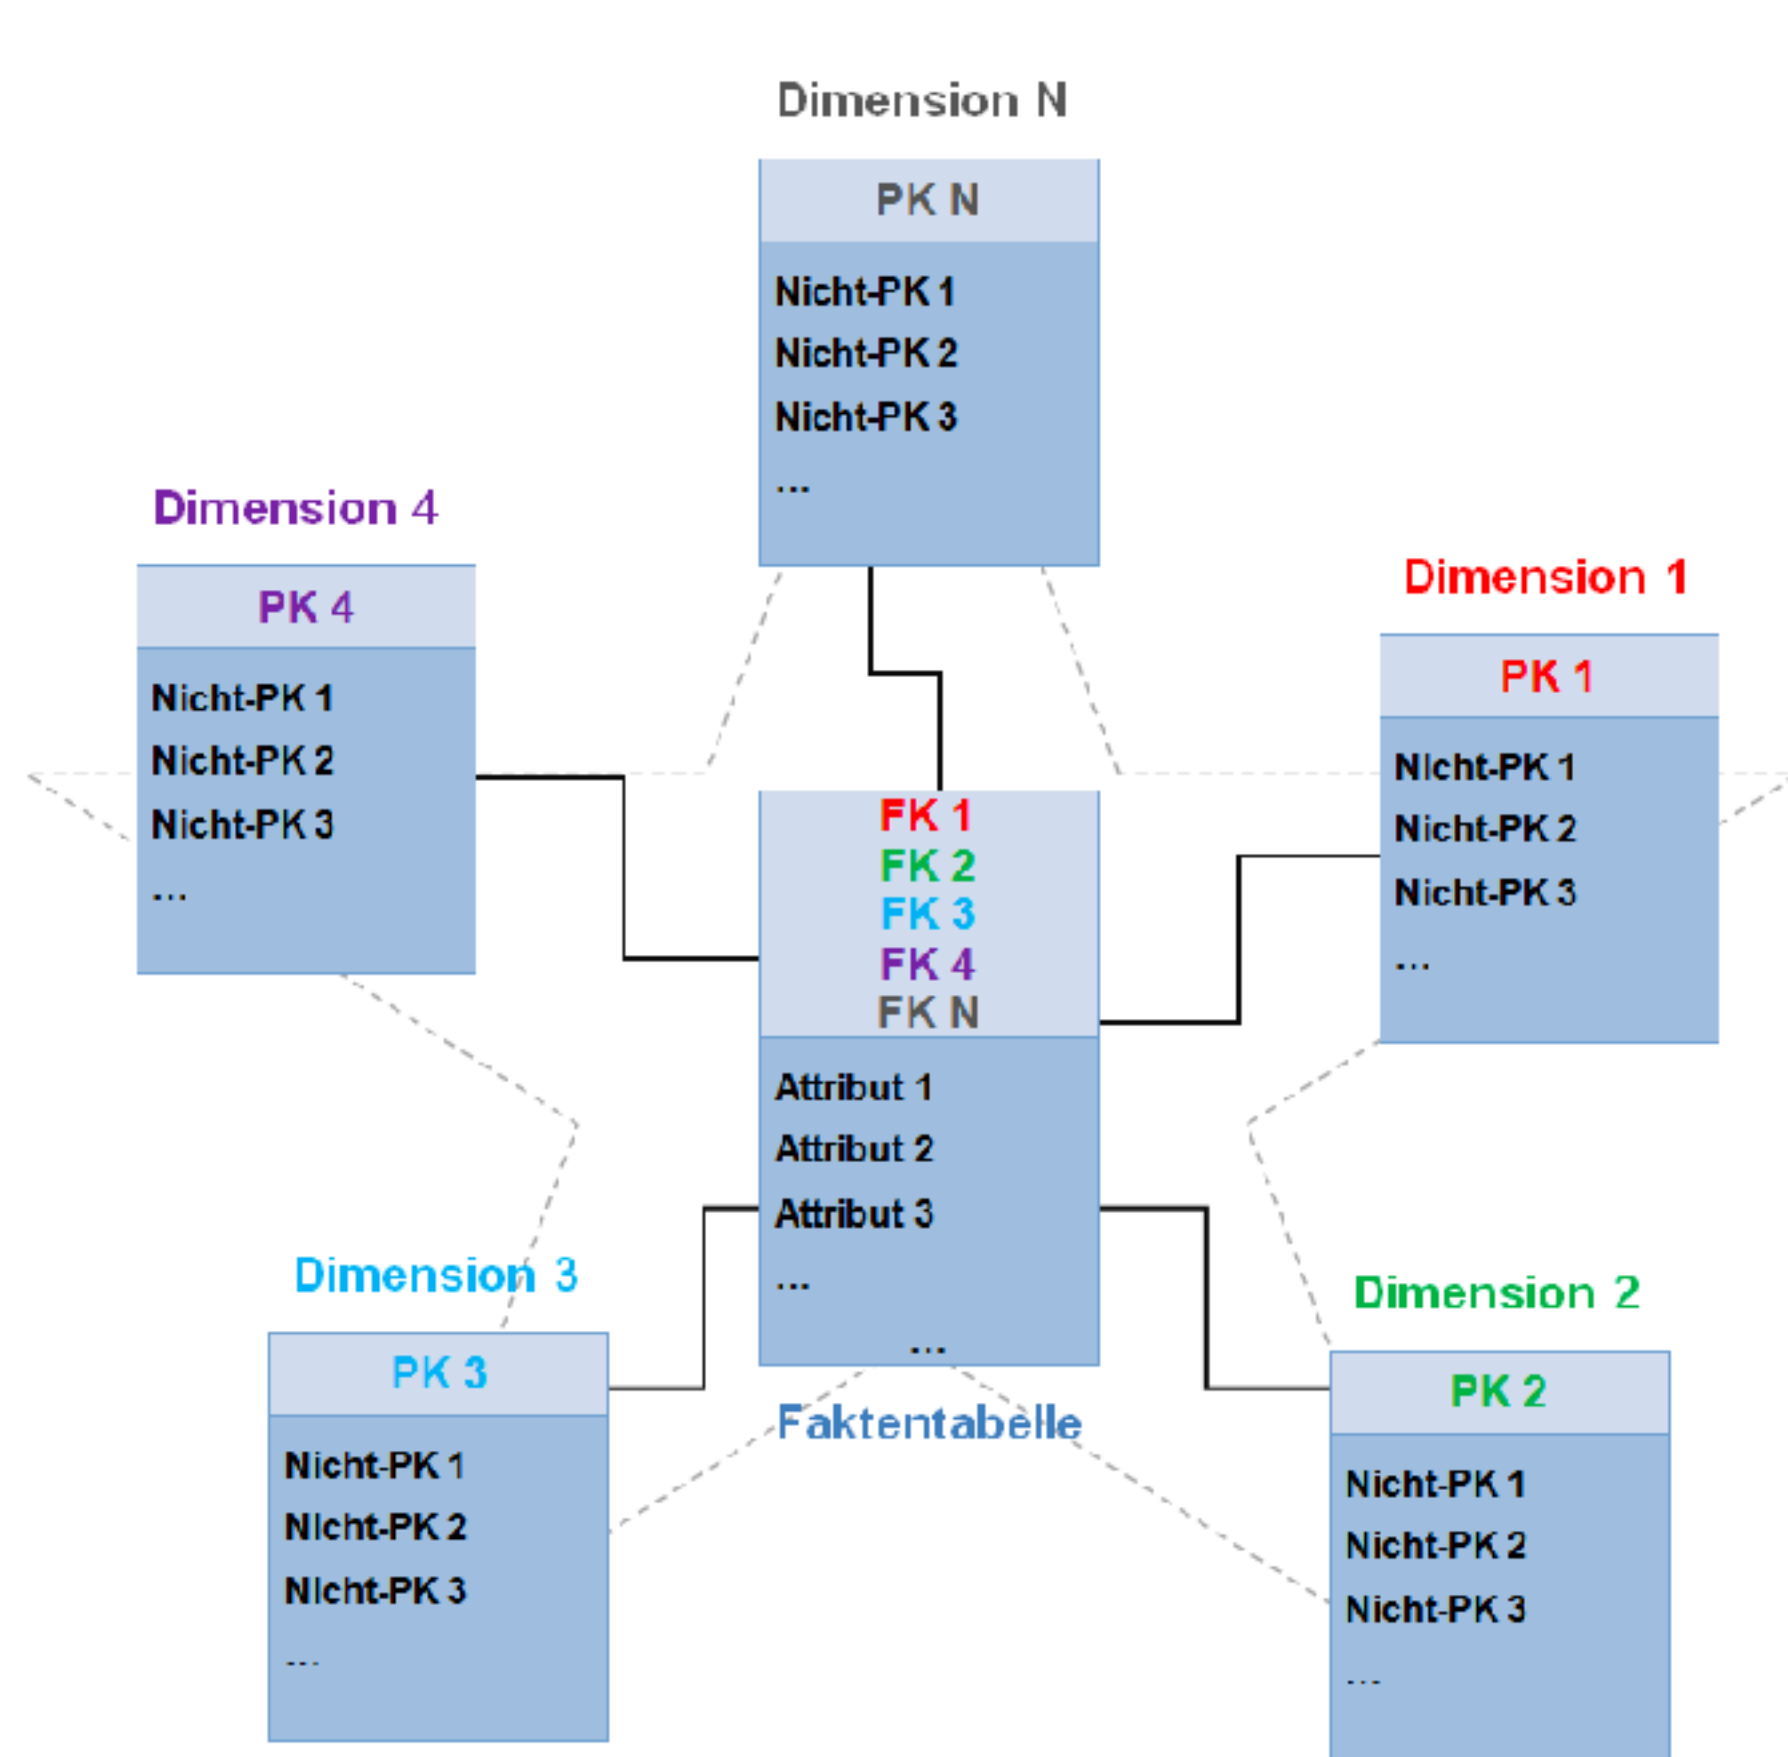 Dimension N
PK N
Nicht-PK 1
Nicht-PK 2
Nicht-PK 3
...
Dimension 4
PK 4
Nicht-PK 1
Nicht-PK 2
Nicht-PK 3
...
Dimension 1
PK 1
Nicht-PK 1
Nicht-PK 2
Nicht-PK 3
...
FK 1
FK 2
FK 3
FK 4
FK N
Attribut 1
Attribut 2
Attribut 3
...
...
Faktentabelle
Dimension 3
PK 3
Nicht-PK 1
Nicht-PK 2
Nicht-PK 3
...
Dimension 2
PK 2
Nicht-PK 1
Nicht-PK 2
Nicht-PK 3
...